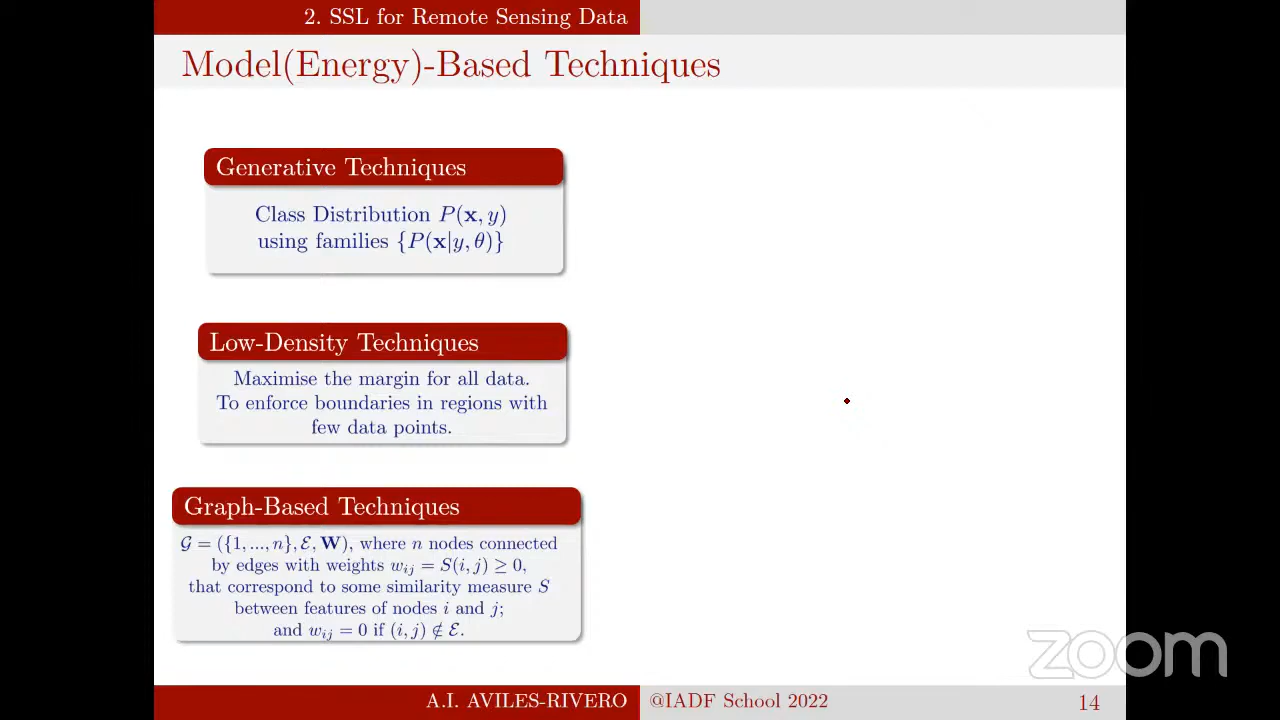 2. SSL for Remote Sensing Data
Model(Energy)-Based Techniques
Generative Techniques
Class Distribution P(x, y)
using families {P(x|y, θ)}
Low-Density Techniques
Maximise the margin for all data.
To enforce boundaries in regions with
few data points.
Graph-Based Techniques
𝒢 = ({1, ..., n}, ℰ, W), where n nodes connected
by edges with weights w_ij = S(i, j) ≥ 0,
that correspond to some similarity measure S
between features of nodes i and j;
and w_ij = 0 if (i, j) ∉ ℰ.
zoom
A.I. AVILES-RIVERO @IADF School 2022 14